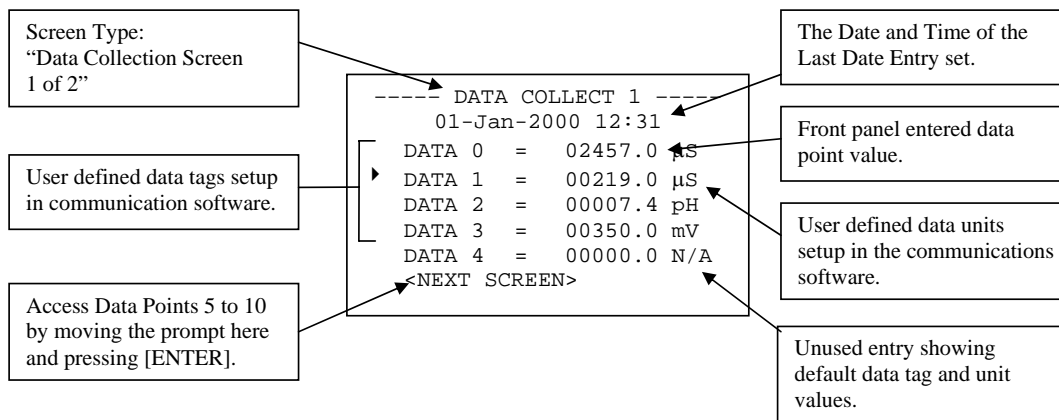 Screen Type:
“Data Collection Screen
1 of 2”
User defined data tags setup
in communication software.
Access Data Points 5 to 10
by moving the prompt here
and pressing [ENTER].
----- DATA COLLECT 1 -----
01-Jan-2000 12:31
DATA 0 = 02457.0 µS
DATA 1 = 00219.0 µS
DATA 2 = 00007.4 pH
DATA 3 = 00350.0 mV
DATA 4 = 00000.0 N/A
<NEXT SCREEN>
The Date and Time of the
Last Date Entry set.
Front panel entered data
point value.
User defined data units
setup in the communications
software.
Unused entry showing
default data tag and unit
values.